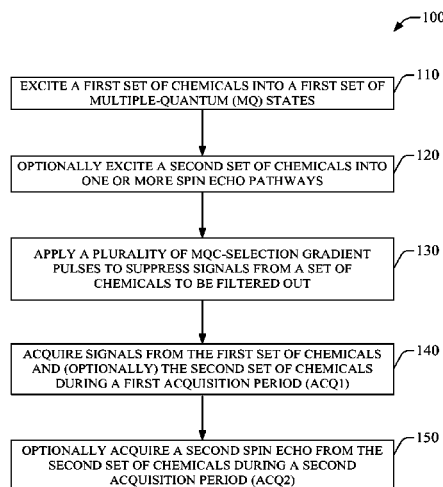 100
EXCITE A FIRST SET OF CHEMICALS INTO A FIRST SET OF
MULTIPLE-QUANTUM (MQ) STATES
110
OPTIONALLY EXCITE A SECOND SET OF CHEMICALS INTO
ONE OR MORE SPIN ECHO PATHWAYS
120
APPLY A PLURALITY OF MQC-SELECTION GRADIENT
PULSES TO SUPPRESS SIGNALS FROM A SET OF
CHEMICALS TO BE FILTERED OUT
130
ACQUIRE SIGNALS FROM THE FIRST SET OF CHEMICALS
AND (OPTIONALLY) THE SECOND SET OF CHEMICALS
DURING A FIRST ACQUISITION PERIOD (ACQ1)
140
OPTIONALLY ACQUIRE A SECOND SPIN ECHO FROM THE
SECOND SET OF CHEMICALS DURING A SECOND
ACQUISITION PERIOD (ACQ2)
150